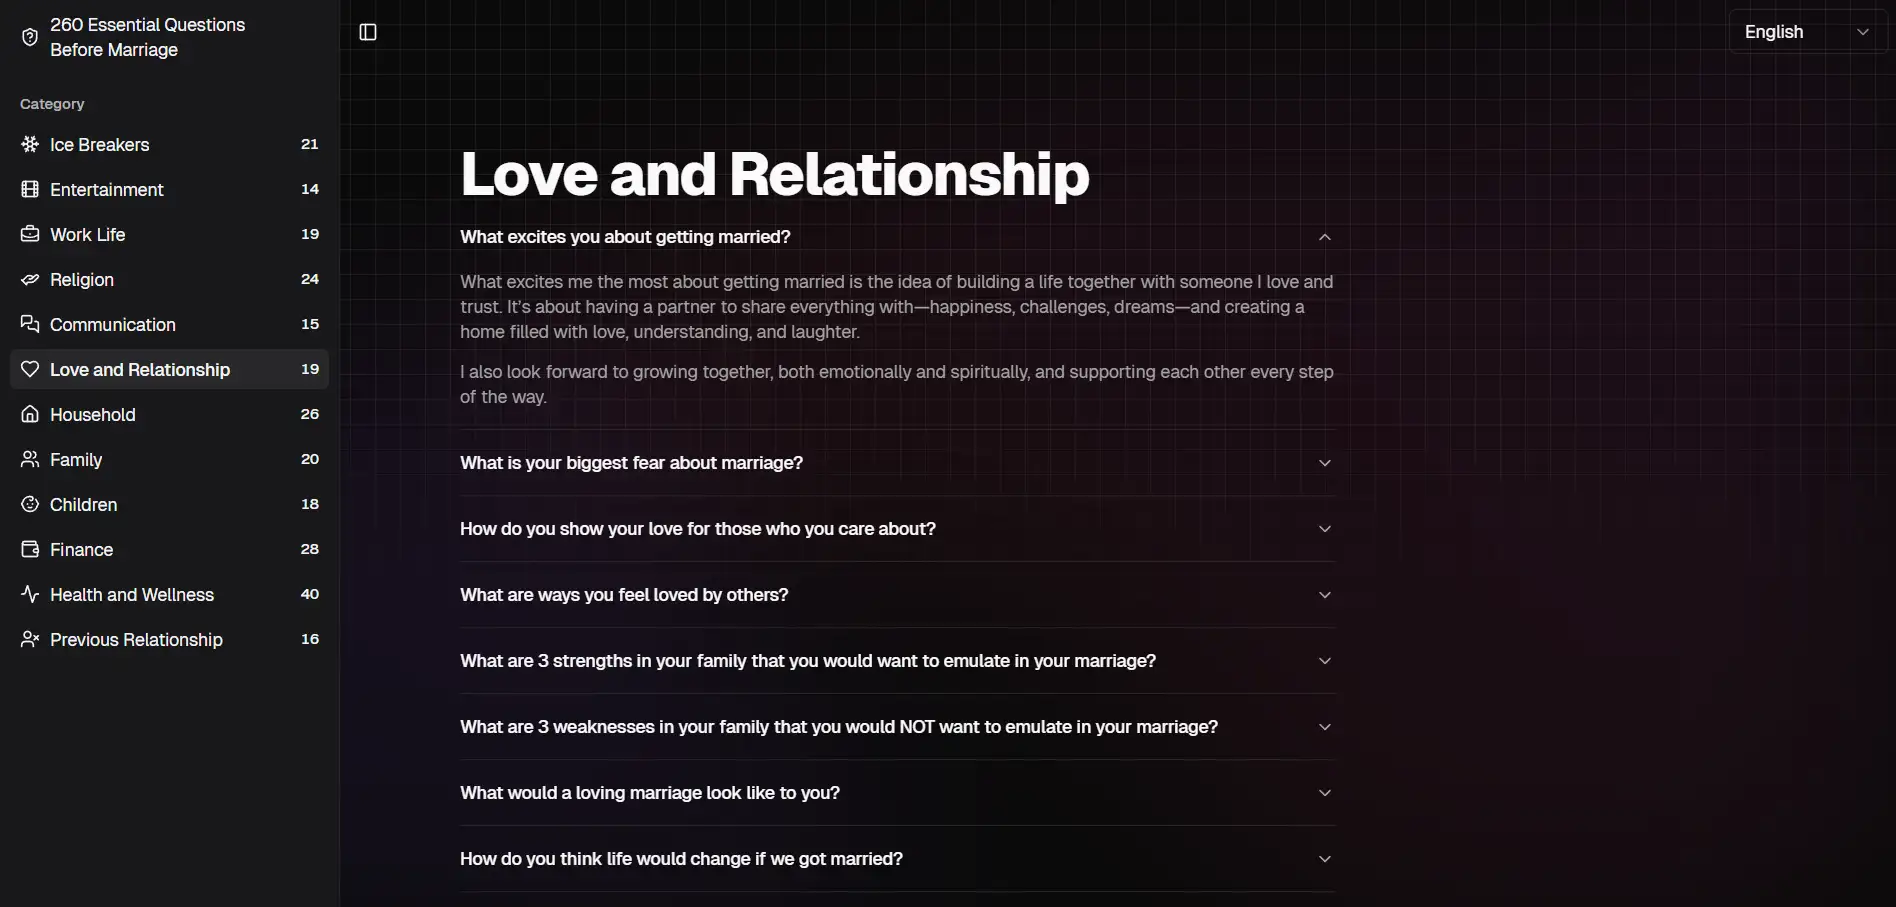 260 Essential Questions
Before Marriage
Category
Ice Breakers 21
Entertainment 14
Work Life 19
Religion 24
Communication 15
Love and Relationship 19
Household 26
Family 20
Children 18
Finance 28
Health and Wellness 40
Previous Relationship 16
English
Love and Relationship
What excites you about getting married?
What excites me the most about getting married is the idea of building a life together with someone I love and
trust. It’s about having a partner to share everything with—happiness, challenges, dreams—and creating a
home filled with love, understanding, and laughter.
I also look forward to growing together, both emotionally and spiritually, and supporting each other every step
of the way.
What is your biggest fear about marriage?
How do you show your love for those who you care about?
What are ways you feel loved by others?
What are 3 strengths in your family that you would want to emulate in your marriage?
What are 3 weaknesses in your family that you would NOT want to emulate in your marriage?
What would a loving marriage look like to you?
How do you think life would change if we got married?